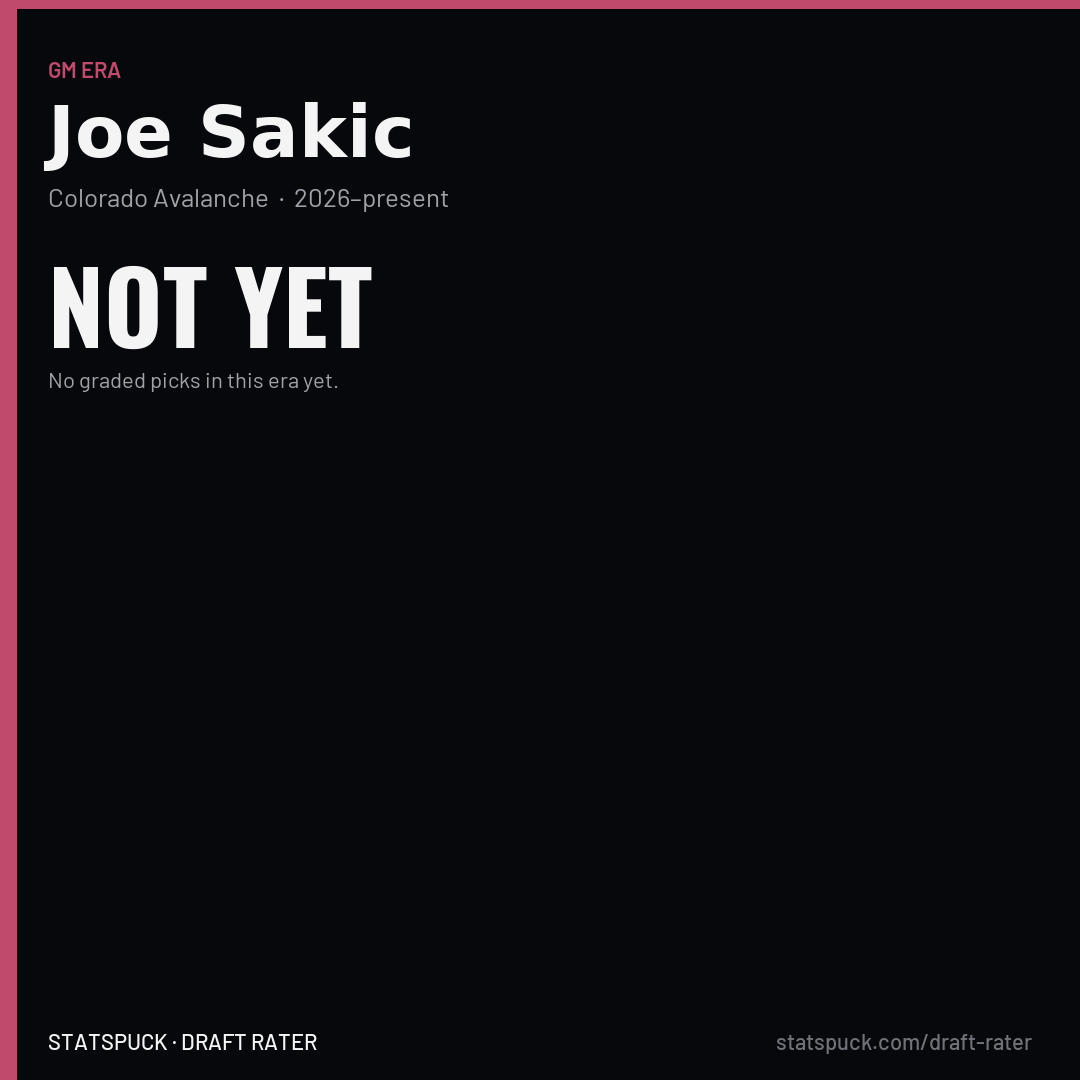 GM ERA
Joe Sakic
Colorado Avalanche · 2026–present
NOT YET
No graded picks in this era yet.
STATSPUCK · DRAFT RATER
statspuck.com/draft-rater